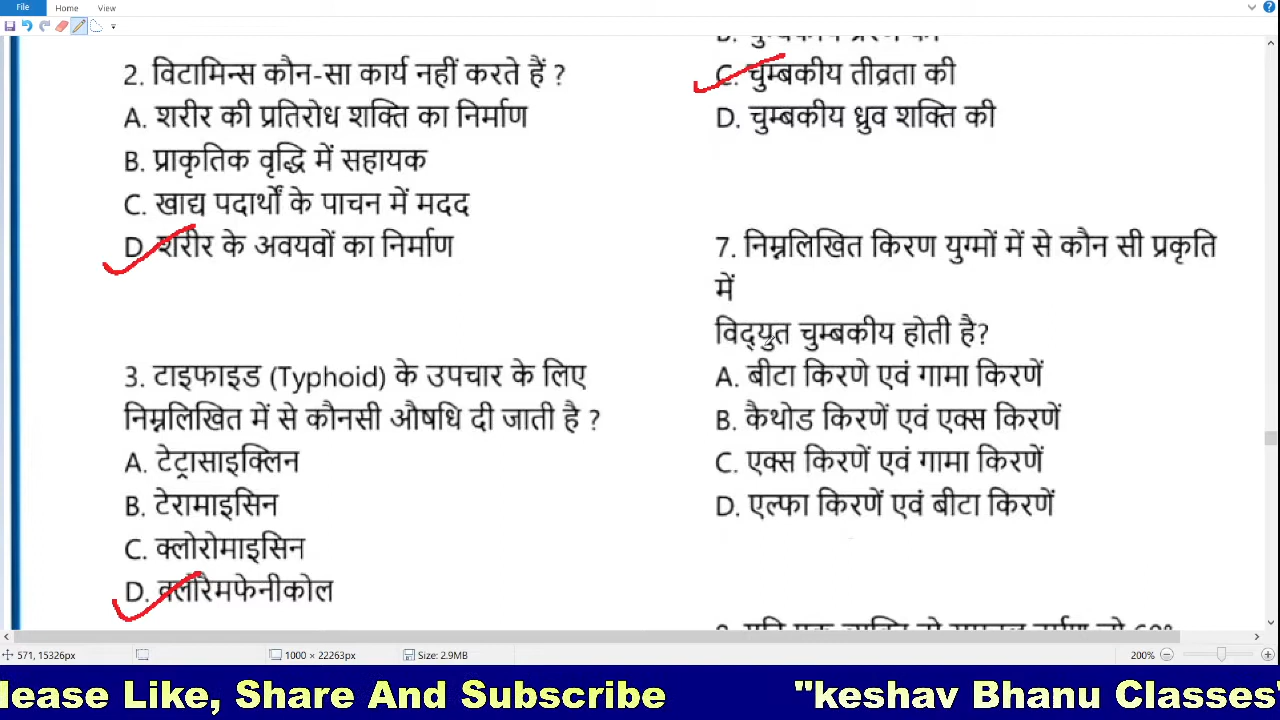 File Home View
2. विटामिन्स कौन-सा कार्य नहीं करते हैं ?
A. शरीर की प्रतिरोध शक्ति का निर्माण
B. प्राकृतिक वृद्धि में सहायक
C. खाद्य पदार्थों के पाचन में मदद
D. शरीर के अवयवों का निर्माण
3. टाइफाइड (Typhoid) के उपचार के लिए
निम्नलिखित में से कौनसी औषधि दी जाती है ?
A. टेट्रासाइक्लिन
B. टेरामाइसिन
C. क्लोरोमाइसिन
D. क्लोरैमफेनीकोल
C. चुम्बकीय तीव्रता की
D. चुम्बकीय ध्रुव शक्ति की
7. निम्नलिखित किरण युग्मों में से कौन सी प्रकृति
में
विद्युत चुम्बकीय होती है?
A. बीटा किरणे एवं गामा किरणें
B. कैथोड किरणें एवं एक्स किरणें
C. एक्स किरणें एवं गामा किरणें
D. एल्फा किरणें एवं बीटा किरणें
571, 15326px 1000 × 22263px Size: 2.9MB 200%
lease Like, Share And Subscribe "keshav Bhanu Classes"